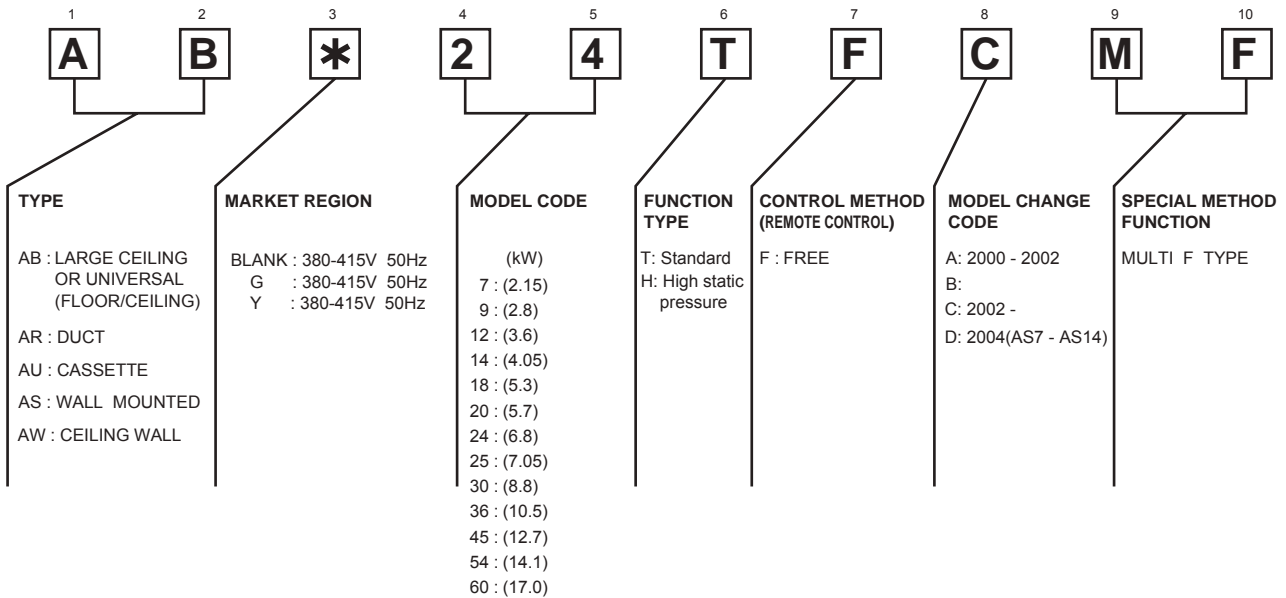 1 2 3 4 5 6 7 8 9 10
A B * 2 4 T F C M F
TYPE
AB : LARGE CEILING
OR UNIVERSAL
(FLOOR/CEILING)
AR : DUCT
AU : CASSETTE
AS : WALL MOUNTED
AW : CEILING WALL
MARKET REGION
BLANK : 380-415V 50Hz
G : 380-415V 50Hz
Y : 380-415V 50Hz
MODEL CODE
(kW)
7 : (2.15)
9 : (2.8)
12 : (3.6)
14 : (4.05)
18 : (5.3)
20 : (5.7)
24 : (6.8)
25 : (7.05)
30 : (8.8)
36 : (10.5)
45 : (12.7)
54 : (14.1)
60 : (17.0)
FUNCTION
TYPE
T: Standard
H: High static
pressure
CONTROL METHOD
(REMOTE CONTROL)
F : FREE
MODEL CHANGE
CODE
A: 2000 - 2002
B:
C: 2002 -
D: 2004(AS7 - AS14)
SPECIAL METHOD
FUNCTION
MULTI F TYPE